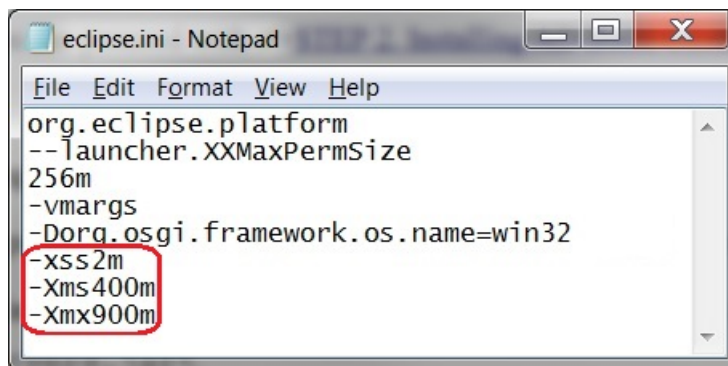 eclipse.ini - Notepad
File Edit Format View Help
org.eclipse.platform
--launcher.XXMaxPermSize
256m
-vmargs
-Dorg.osgi.framework.os.name=win32
-xss2m
-Xms400m
-Xmx900m